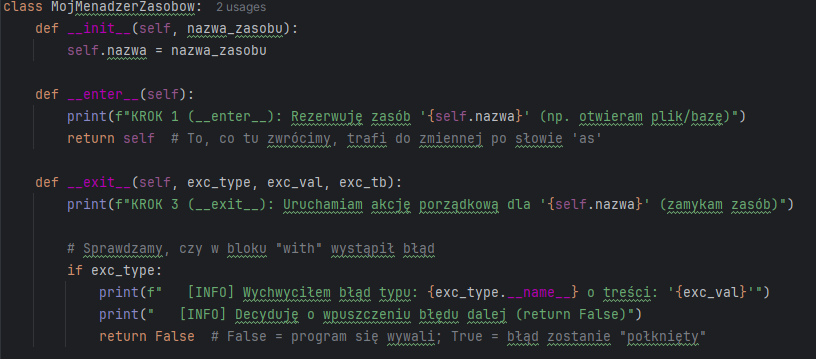 class MojMenadzerZasobow:  2 usages
    def __init__(self, nazwa_zasobu):
        self.nazwa = nazwa_zasobu

    def __enter__(self):
        print(f"KROK 1 (__enter__): Rezerwuję zasób '{self.nazwa}' (np. otwieram plik/bazę)")
        return self  # To, co tu zwrócimy, trafi do zmiennej po słowie 'as'

    def __exit__(self, exc_type, exc_val, exc_tb):
        print(f"KROK 3 (__exit__): Uruchamiam akcję porządkową dla '{self.nazwa}' (zamykam zasób)")

        # Sprawdzamy, czy w bloku "with" wystąpił błąd
        if exc_type:
            print(f"   [INFO] Wychwyciłem błąd typu: {exc_type.__name__} o treści: '{exc_val}'")
            print("   [INFO] Decyduję o wpuszczeniu błędu dalej (return False)")
            return False  # False = program się wywali; True = błąd zostanie "połknięty"